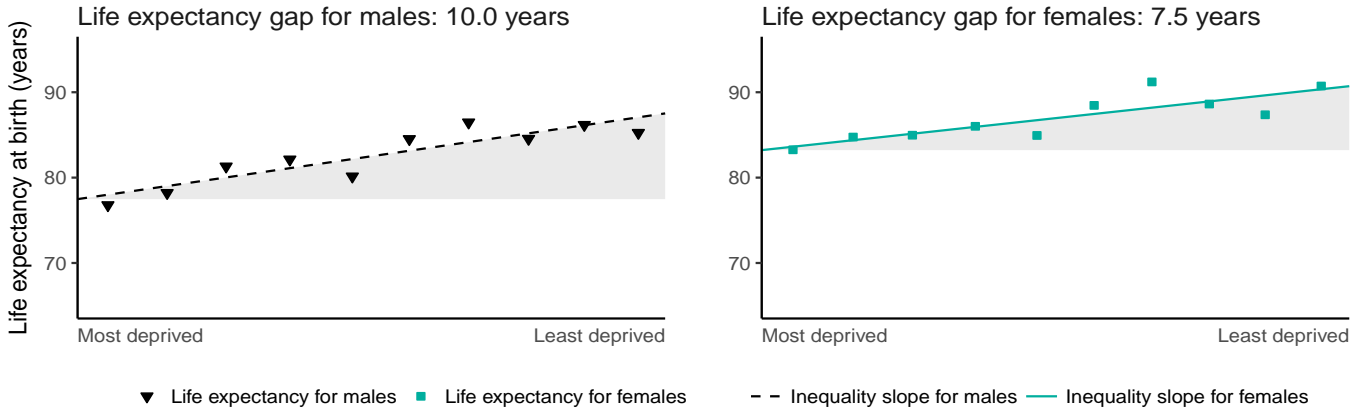 Life expectancy gap for males: 10.0 years
Life expectancy at birth (years)
90
80
70
Most deprived Least deprived
Life expectancy gap for females: 7.5 years
90
80
70
Most deprived Least deprived
Life expectancy for males Life expectancy for females Inequality slope for males Inequality slope for females